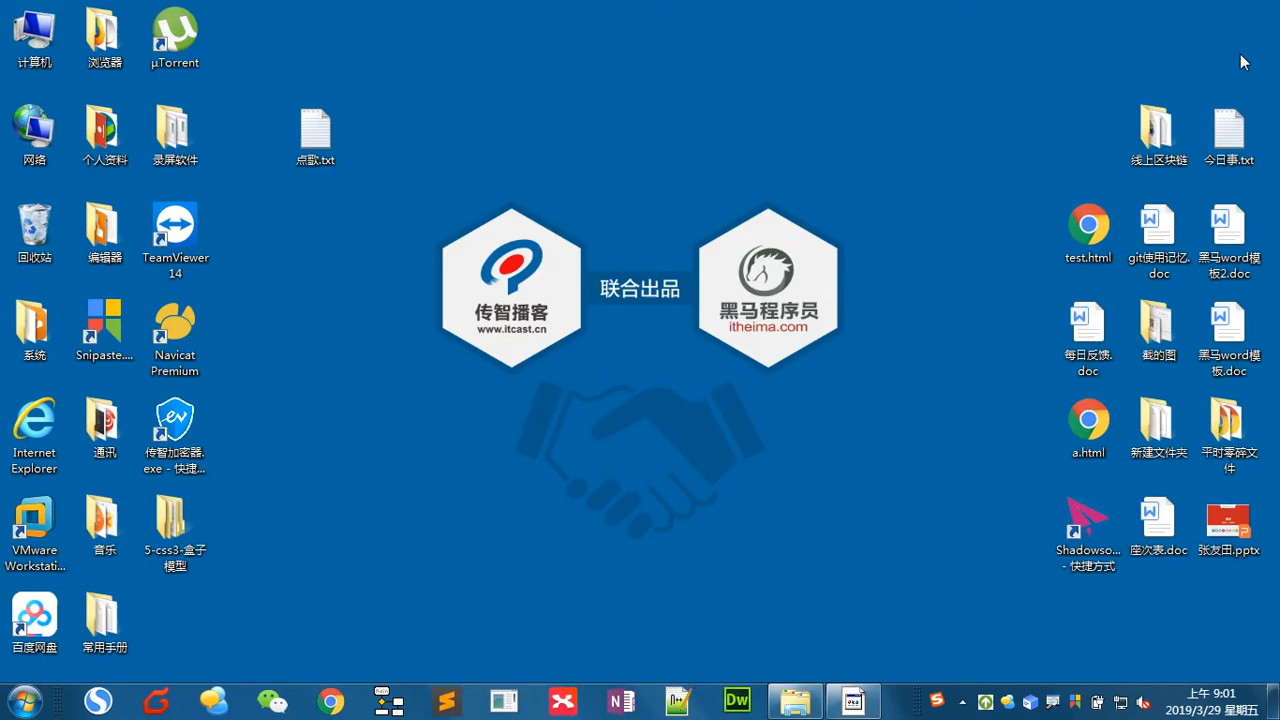 计算机
浏览器
µTorrent
网络
个人资料
录屏软件
点歌.txt
线上区块链
今日事.txt
回收站
编辑器
TeamViewer
14
test.html
git使用记忆.
doc
黑马word模
板2.doc
传智播客
www.itcast.cn
联合出品
黑马程序员
itheima.com
系统
Snipaste....
Navicat
Premium
每日反馈.
doc
截的图
黑马word模
板.doc
Internet
Explorer
通讯
传智加密器.
exe - 快捷...
a.html
新建文件夹
平时零碎文
件
VMware
Workstati...
音乐
5-css3-盒子
模型
Shadowso...
- 快捷方式
座次表.doc
张友田.pptx
百度网盘
常用手册
Dw
上午 9:01
2019/3/29 星期五